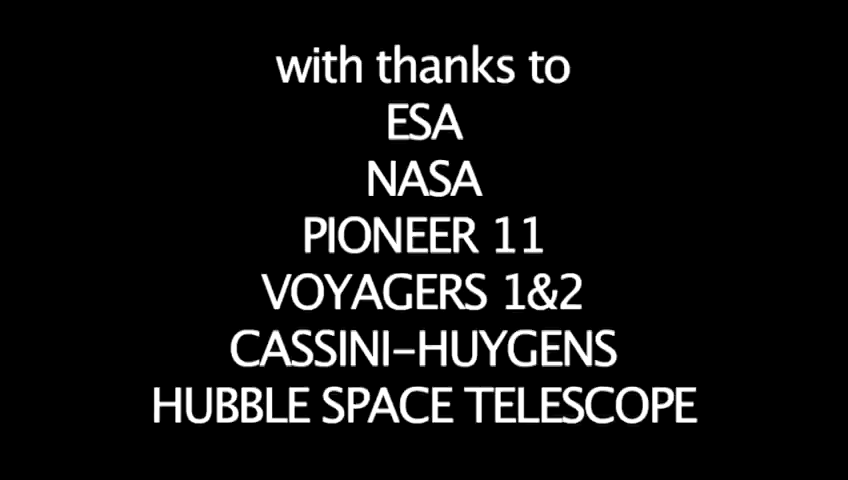 with thanks to
ESA
NASA
PIONEER 11
VOYAGERS 1&2
CASSINI–HUYGENS
HUBBLE SPACE TELESCOPE